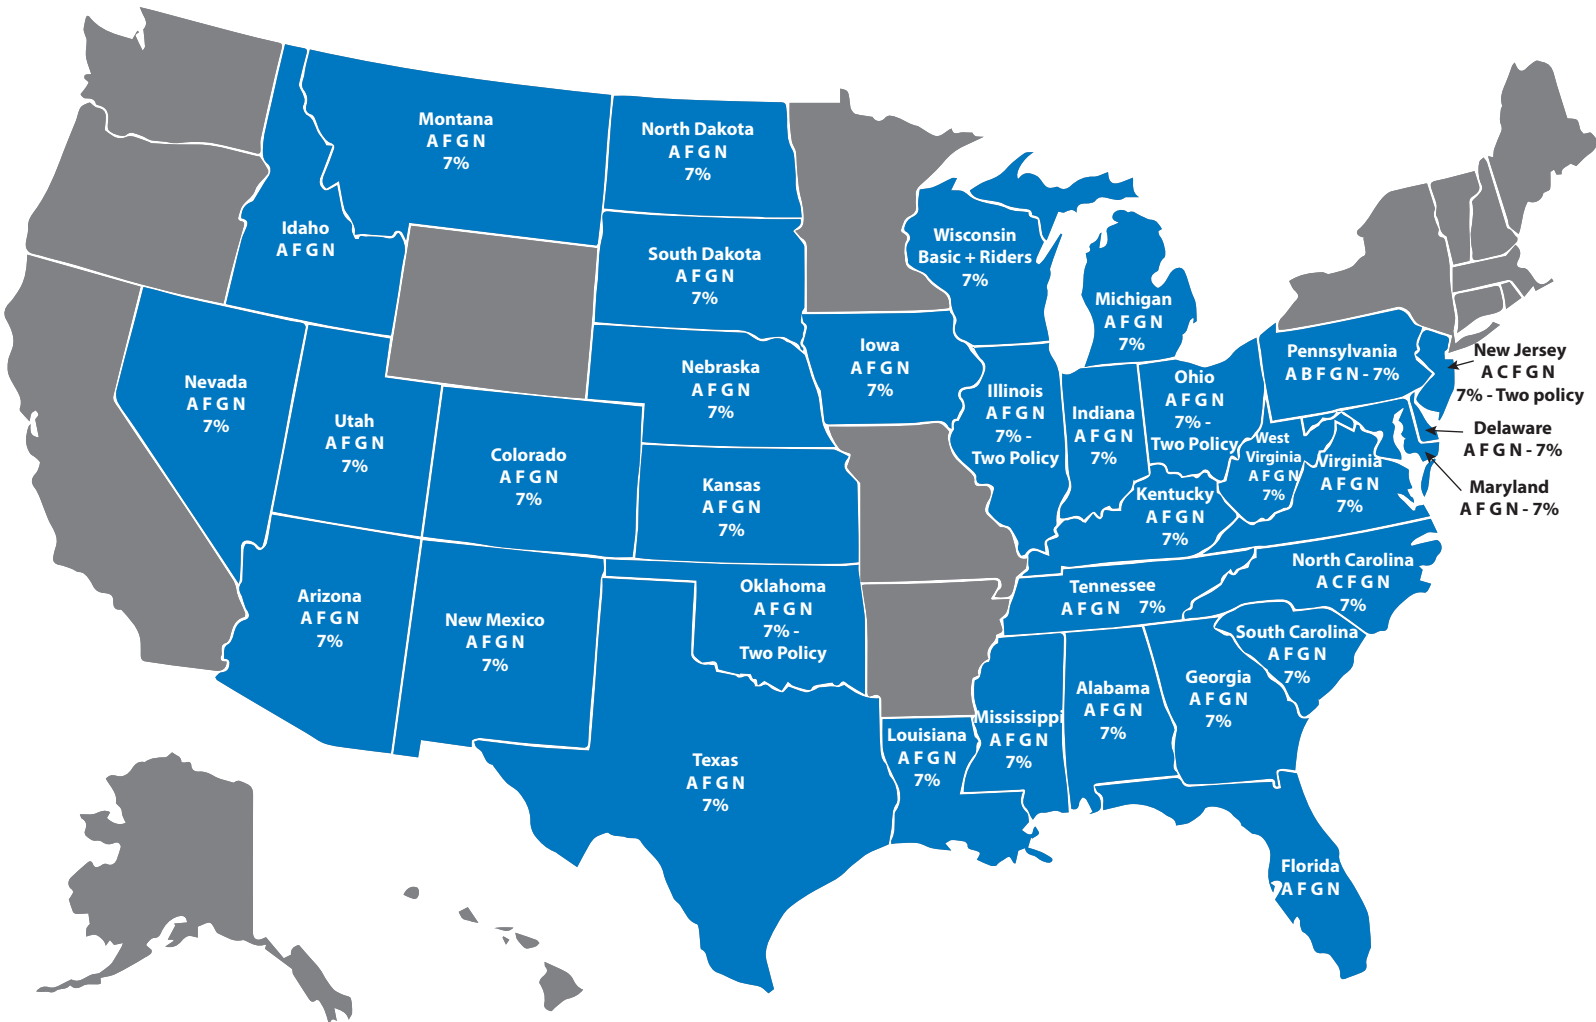 Montana
A F G N
7%
North Dakota
A F G N
7%
Idaho
A F G N
South Dakota
A F G N
7%
Wisconsin
Basic + Riders
7%
Michigan
A F G N
7%
Nevada
A F G N
7%
Utah
A F G N
7%
Colorado
A F G N
7%
Nebraska
A F G N
7%
Iowa
A F G N
7%
Illinois
A F G N
7% -
Two Policy
Indiana
A F G N
7%
Ohio
A F G N
7% -
Two Policy
Pennsylvania
A B F G N - 7%
New Jersey
A C F G N
7% - Two policy
Delaware
A F G N - 7%
Maryland
A F G N - 7%
West
Virginia
A F G N
7%
Virginia
A F G N
7%
Kansas
A F G N
7%
Kentucky
A F G N
7%
Arizona
A F G N
7%
New Mexico
A F G N
7%
Oklahoma
A F G N
7% -
Two Policy
Tennessee
A F G N 7%
North Carolina
A C F G N
7%
South Carolina
A F G N
7%
Georgia
A F G N
7%
Alabama
A F G N
7%
Mississippi
A F G N
7%
Louisiana
A F G N
7%
Texas
A F G N
7%
Florida
A F G N